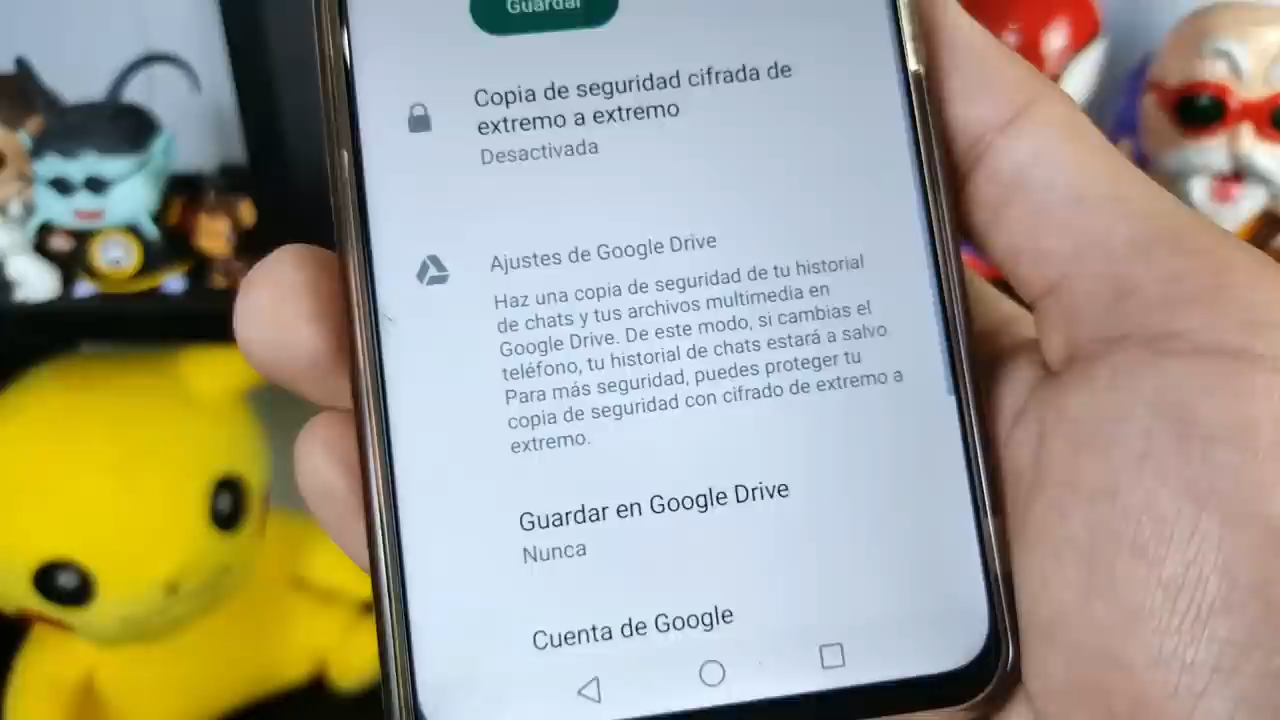 Guardar
Copia de seguridad cifrada de
extremo a extremo
Desactivada
Ajustes de Google Drive
Haz una copia de seguridad de tu historial
de chats y tus archivos multimedia en
Google Drive. De este modo, si cambias el
teléfono, tu historial de chats estará a salvo
Para más seguridad, puedes proteger tu
copia de seguridad con cifrado de extremo a
extremo.
Guardar en Google Drive
Nunca
Cuenta de Google